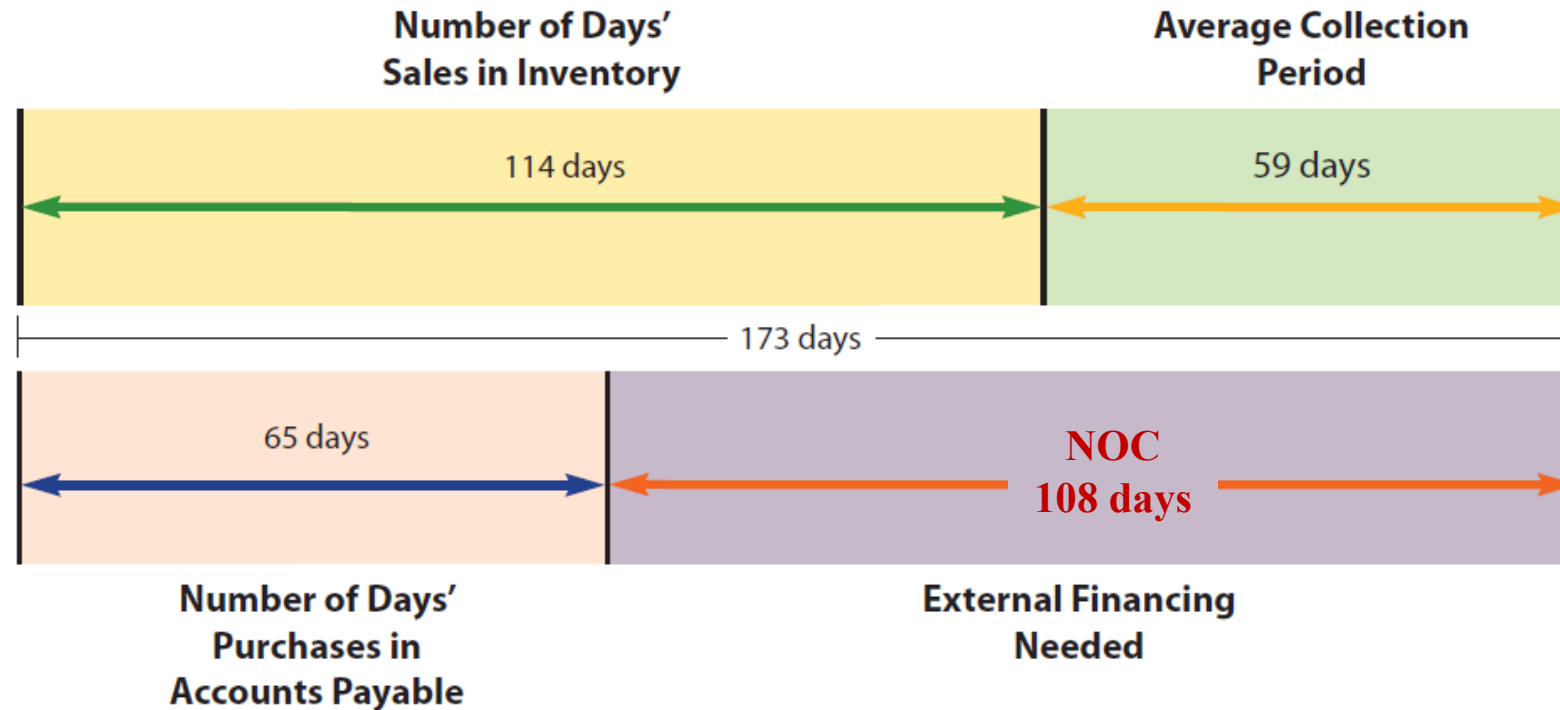 Number of Days’
Sales in Inventory
Average Collection
Period
114 days
59 days
173 days
65 days
NOC
108 days
Number of Days’
Purchases in
Accounts Payable
External Financing
Needed